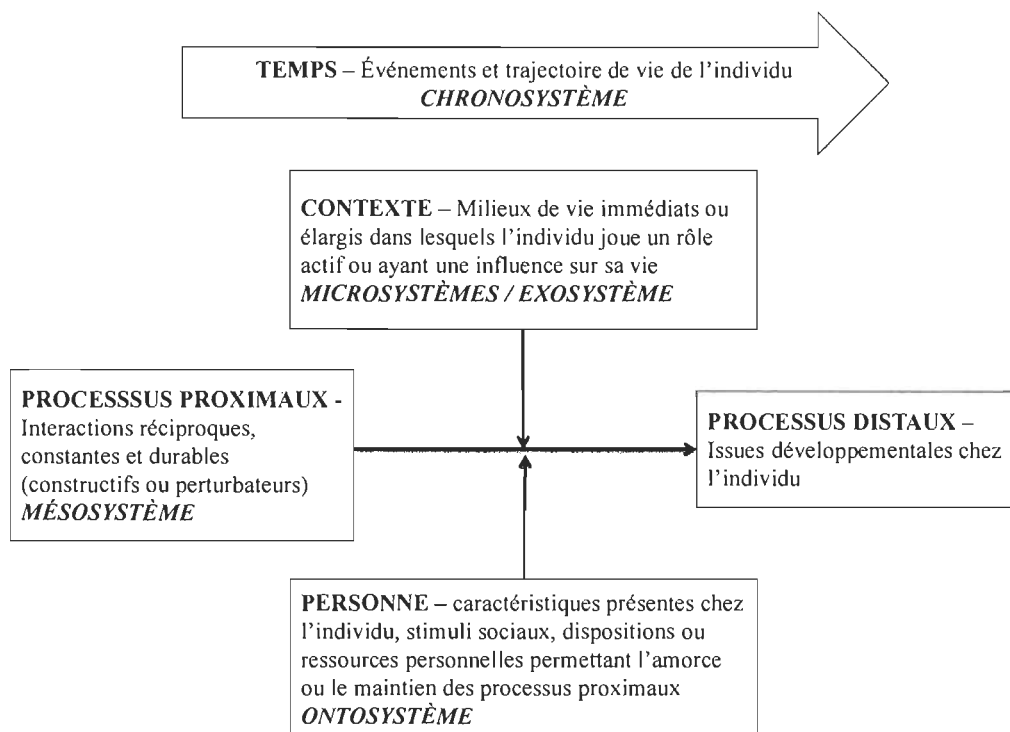 TEMPS – Événements et trajectoire de vie de l'individu
CHRONOSYSTÈME
CONTEXTE – Milieux de vie immédiats ou
élargis dans lesquels l'individu joue un rôle
actif ou ayant une influence sur sa vie
MICROSYSTÈMES / EXOSYSTÈME
PROCESSSUS PROXIMAUX -
Interactions réciproques,
constantes et durables
(constructifs ou perturbateurs)
MÉSOSYSTÈME
PROCESSUS DISTAUX –
Issues développementales chez
l'individu
PERSONNE – caractéristiques présentes chez
l'individu, stimuli sociaux, dispositions ou
ressources personnelles permettant l'amorce
ou le maintien des processus proximaux
ONTOSYSTÈME